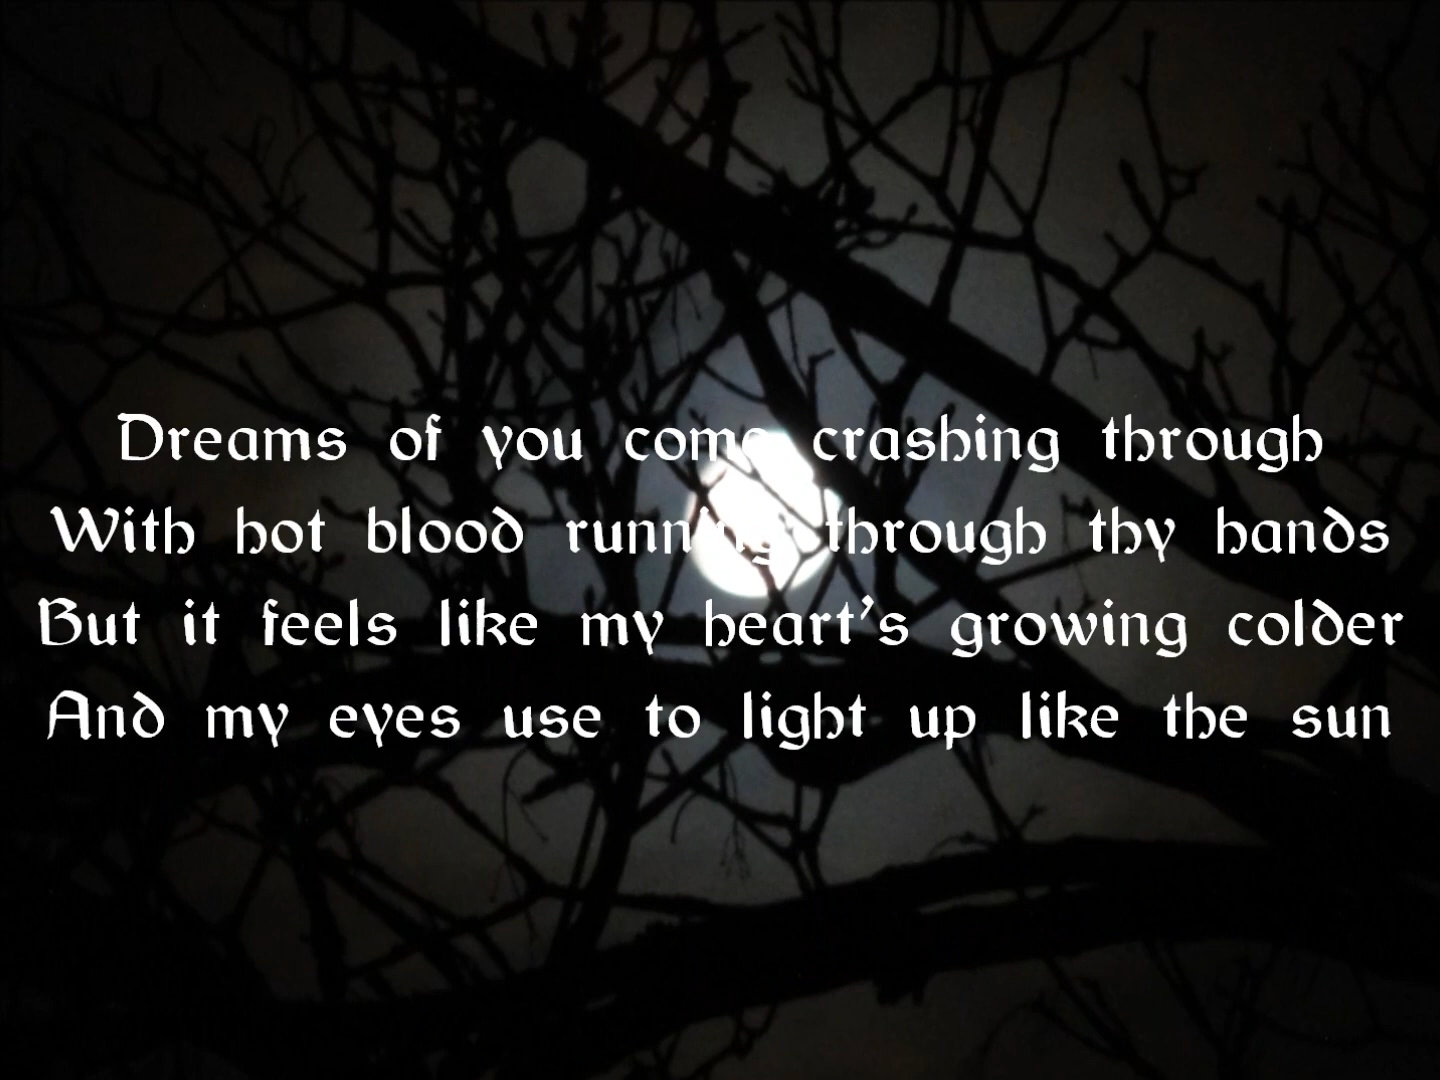 Dreams of you come crashing through
With hot blood running through thy hands
But it feels like my heart's growing colder
And my eyes use to light up like the sun